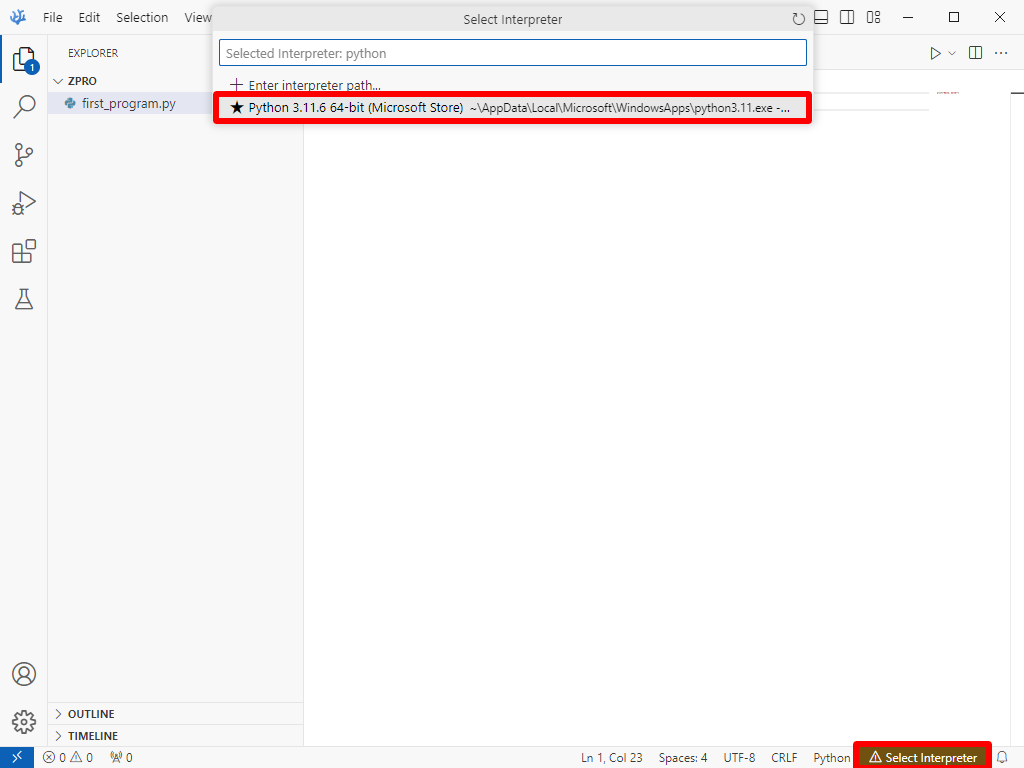 File Edit Selection View
Select Interpreter
Selected Interpreter: python
Enter interpreter path...
Python 3.11.6 64-bit (Microsoft Store) ~\AppData\Local\Microsoft\WindowsApps\python3.11.exe -...
EXPLORER
ZPRO
first_program.py
1
OUTLINE
TIMELINE
0 0 0 Ln 1, Col 23 Spaces: 4 UTF-8 CRLF Python Select Interpreter